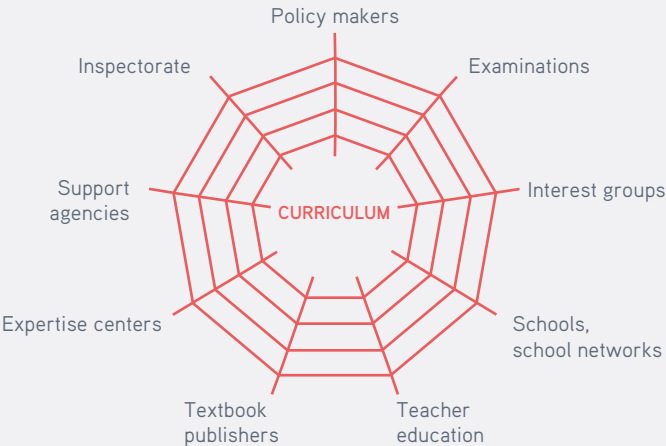 Policy makers
Inspectorate
Examinations
Support
agencies
CURRICULUM
Interest groups
Expertise centers
Schools,
school networks
Textbook
publishers
Teacher
education